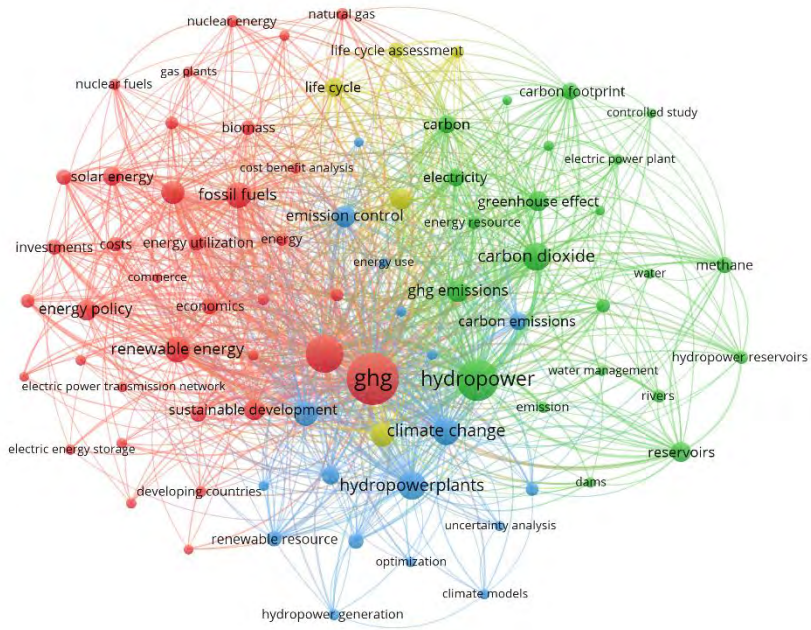 natural gas
nuclear energy
life cycle assessment
nuclear fuels
gas plants
life cycle
carbon footprint
controlled study
biomass
carbon
electric power plant
cost benefit analysis
solar energy
electricity
fossil fuels
greenhouse effect
emission control
energy resource
investments
costs
energy utilization
energy
carbon dioxide
energy use
methane
commerce
water
ghg emissions
energy policy
economics
carbon emissions
renewable energy
hydropower reservoirs
water management
ghg
hydropower
electric power transmission network
rivers
sustainable development
emission
climate change
electric energy storage
reservoirs
dams
hydropowerplants
developing countries
uncertainty analysis
renewable resource
optimization
climate models
hydropower generation